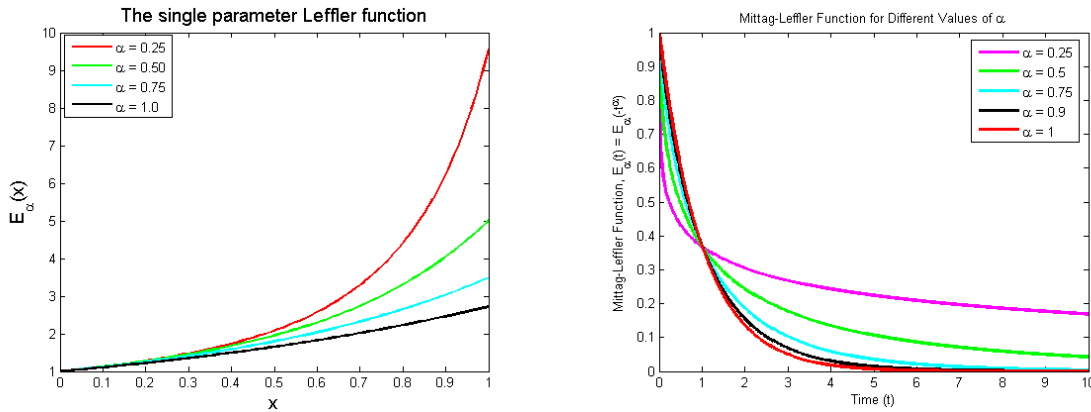 The single parameter Leffler function
E_α(x)
10
9
8
7
6
5
4
3
2
1
α = 0.25
α = 0.50
α = 0.75
α = 1.0
0 0.1 0.2 0.3 0.4 0.5 0.6 0.7 0.8 0.9 1
x
Mittag-Leffler Function for Different Values of α
Mittag-Leffler Function, E_α(t) = E_α(-t^α)
1
0.9
0.8
0.7
0.6
0.5
0.4
0.3
0.2
0.1
0
α = 0.25
α = 0.5
α = 0.75
α = 0.9
α = 1
0 1 2 3 4 5 6 7 8 9 10
Time (t)